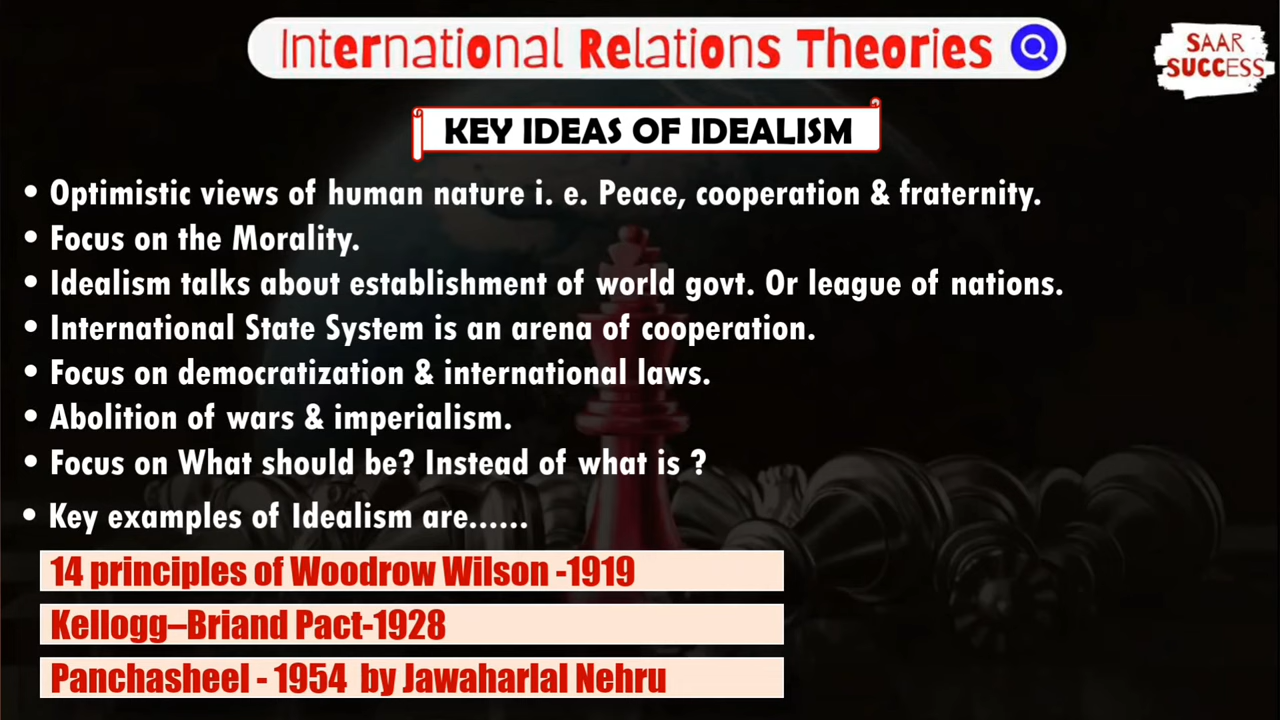 International Relations Theories
SAAR
SUCCESS
KEY IDEAS OF IDEALISM
• Optimistic views of human nature i. e. Peace, cooperation & fraternity.
• Focus on the Morality.
• Idealism talks about establishment of world govt. Or league of nations.
• International State System is an arena of cooperation.
• Focus on democratization & international laws.
• Abolition of wars & imperialism.
• Focus on What should be? Instead of what is ?
• Key examples of Idealism are......
14 principles of Woodrow Wilson -1919
Kellogg–Briand Pact-1928
Panchasheel - 1954 by Jawaharlal Nehru